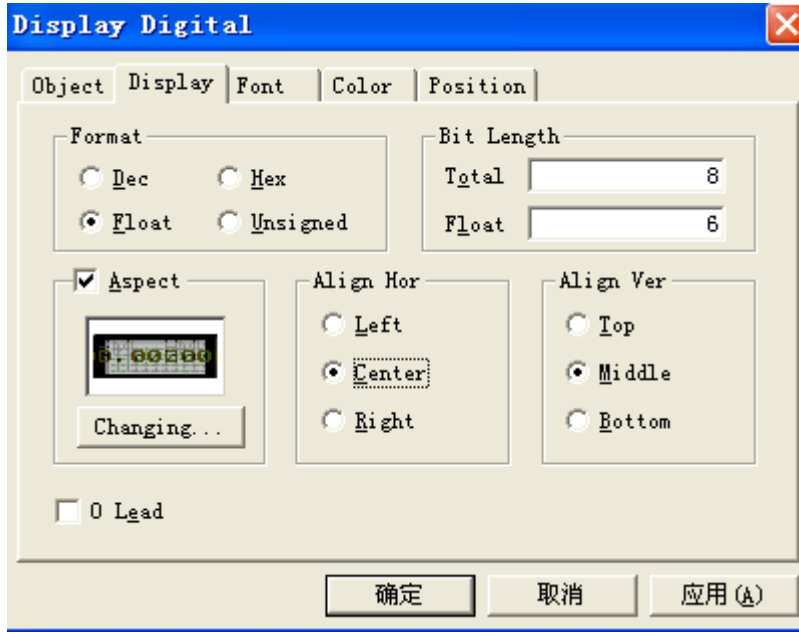 Display Digital
Object Display Font Color Position
Format
Dec Hex
Float Unsigned
Bit Length
Total 8
Float 6
Aspect
Changing...
Align Hor
Left
Center
Right
Align Ver
Top
Middle
Bottom
0 Lead
确定 取消 应用(A)